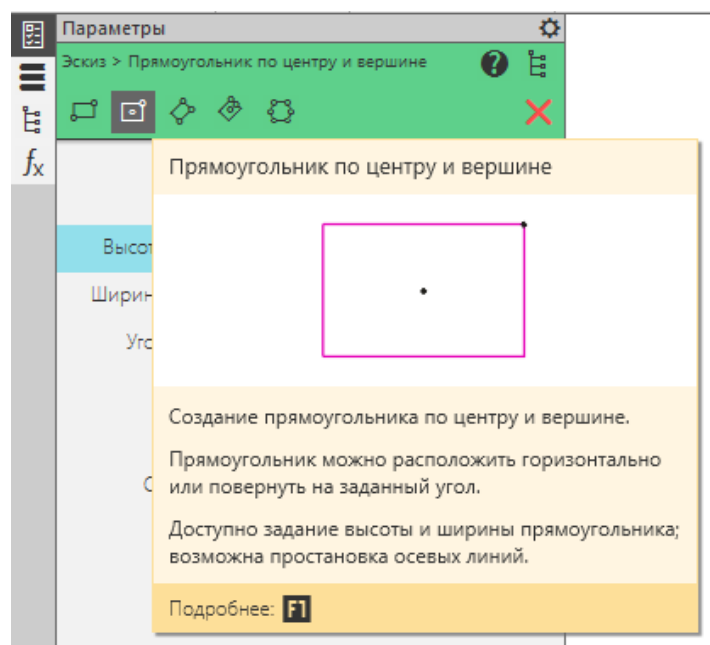 Параметры
Эскиз > Прямоугольник по центру и вершине
fx
Прямоугольник по центру и вершине
Создание прямоугольника по центру и вершине.
Прямоугольник можно расположить горизонтально
или повернуть на заданный угол.
Доступно задание высоты и ширины прямоугольника;
возможна простановка осевых линий.
Подробнее: F1